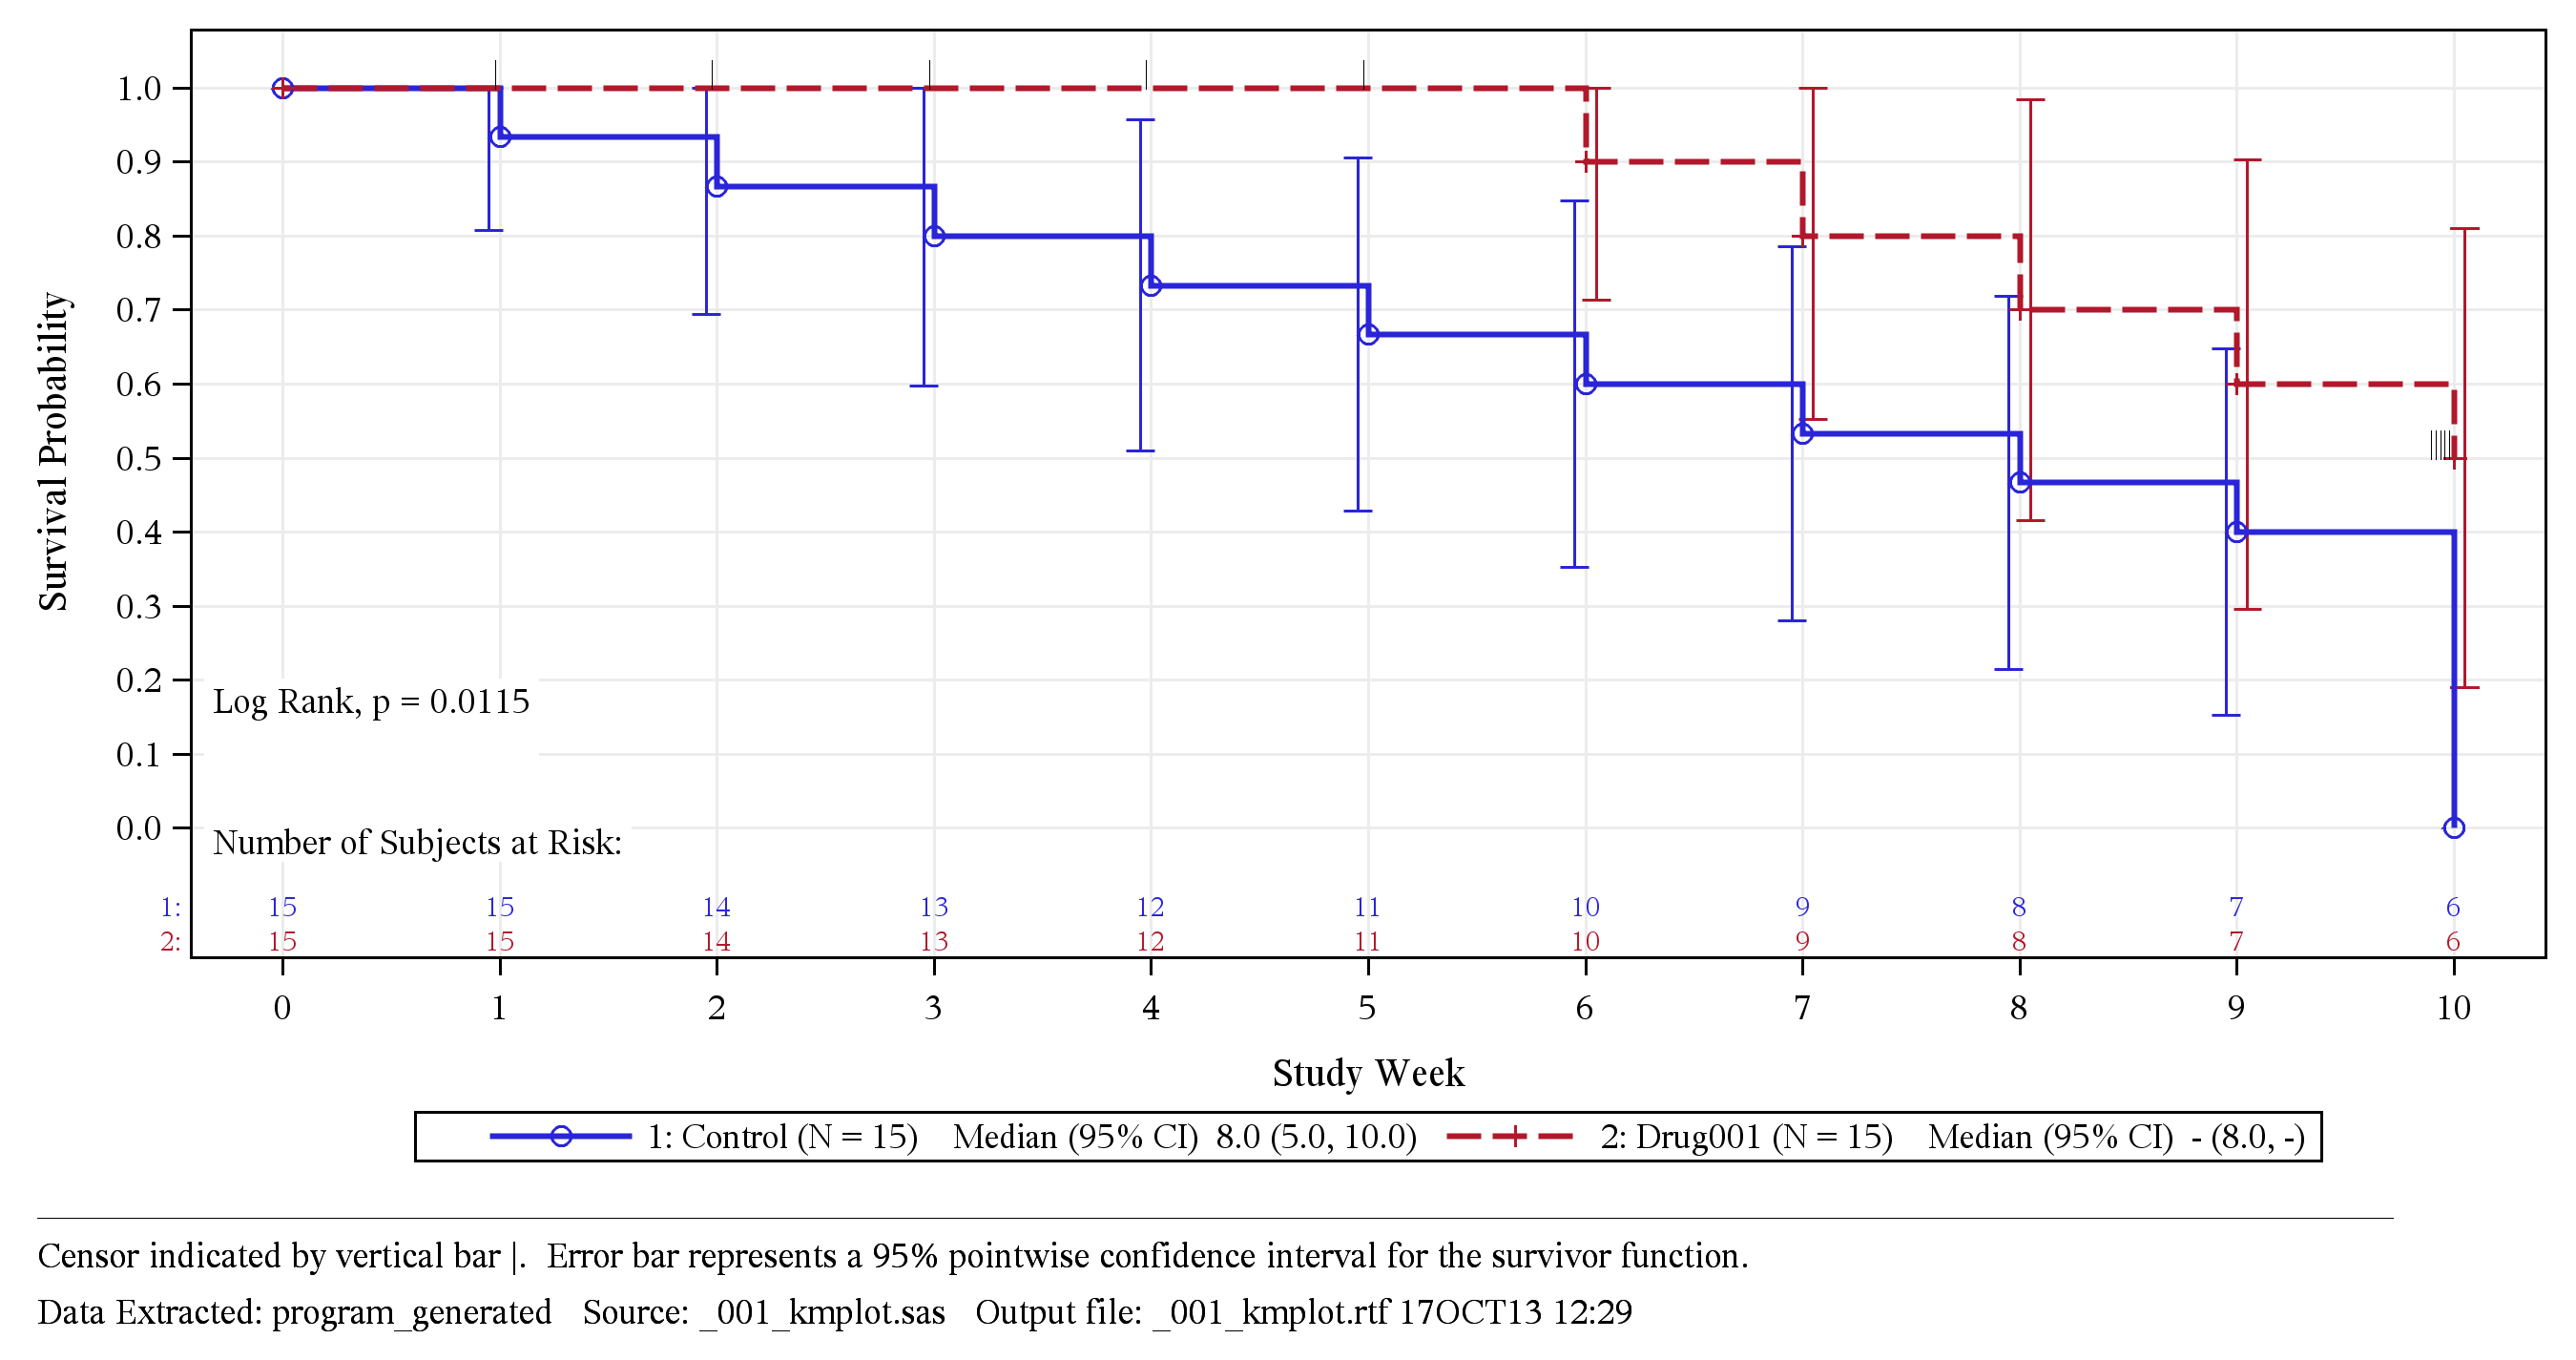 1.0
0.9
0.8
0.7
0.6
0.5
0.4
0.3
0.2
0.1
0.0
Survival Probability
Log Rank, p = 0.0115
Number of Subjects at Risk:
1: 15 15 14 13 12 11 10 9 8 7 6
2: 15 15 14 13 12 11 10 9 8 7 6
0 1 2 3 4 5 6 7 8 9 10
Study Week
1: Control (N = 15) Median (95% CI) 8.0 (5.0, 10.0) 2: Drug001 (N = 15) Median (95% CI) - (8.0, -)
Censor indicated by vertical bar |. Error bar represents a 95% pointwise confidence interval for the survivor function.
Data Extracted: program_generated Source: _001_kmplot.sas Output file: _001_kmplot.rtf 17OCT13 12:29